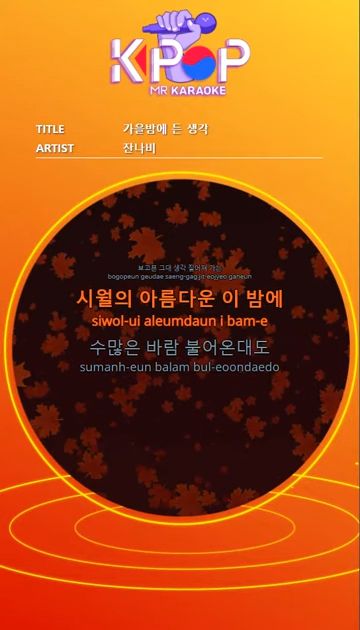 KPOP
MR KARAOKE
TITLE 가을밤에 든 생각
ARTIST 잔나비
보고픈 그대 생각 짙어져 가는
bogopeun geudae saeng-gag jit-eojyeo ganeun
시월의 아름다운 이 밤에
siwol-ui aleumdaun i bam-e
수많은 바람 불어온대도
sumanh-eun balam bul-eoondaedo